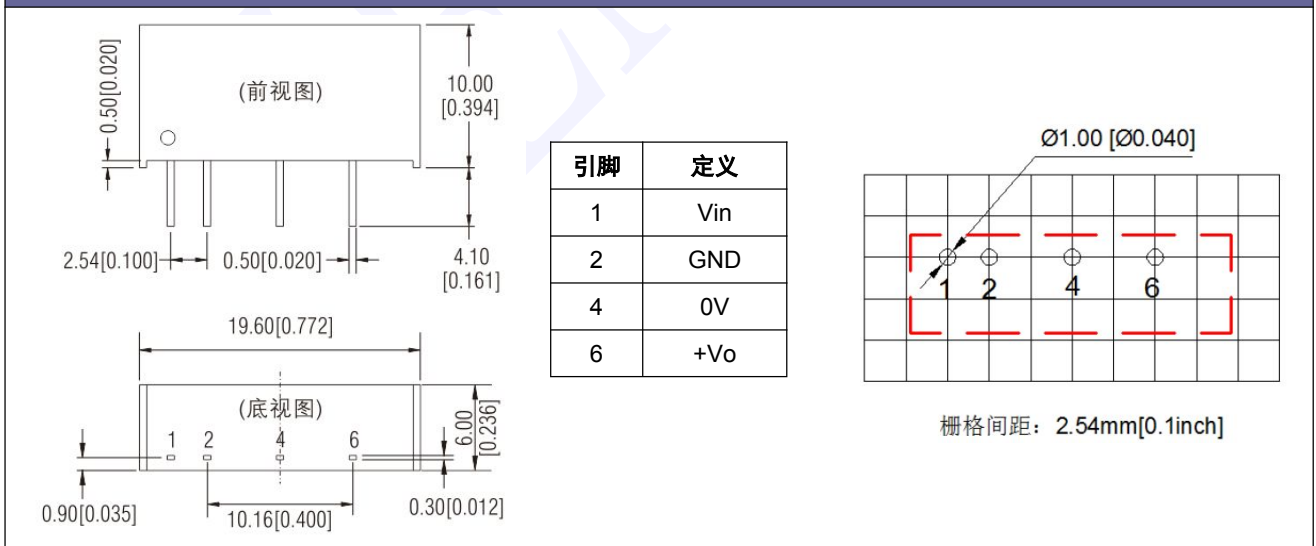 0.50[0.020]
(前视图)
10.00
[0.394]
2.54[0.100]
0.50[0.020]
4.10
[0.161]
19.60[0.772]
(底视图)
1 2 4 6
6.00
[0.236]
0.90[0.035]
10.16[0.400]
0.30[0.012]
引脚 定义
1 Vin
2 GND
4 0V
6 +Vo
Ø1.00 [Ø0.040]
1 2 4 6
栅格间距：2.54mm[0.1inch]